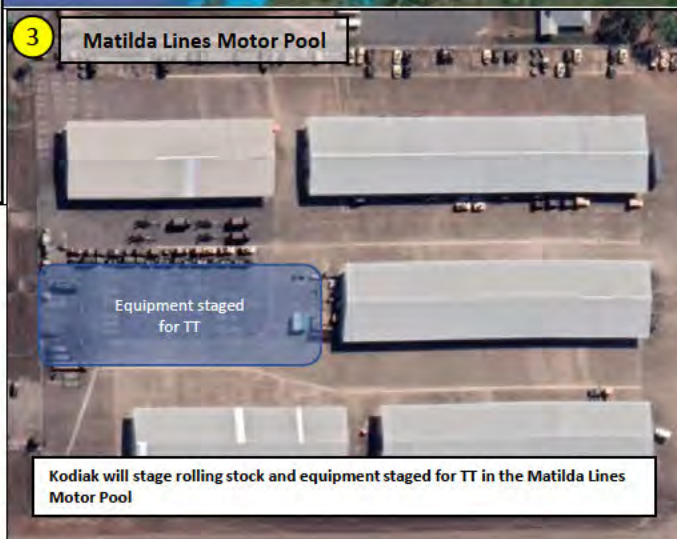 3
Matilda Lines Motor Pool
Equipment staged
for TT
Kodiak will stage rolling stock and equipment staged for TT in the Matilda Lines
Motor Pool